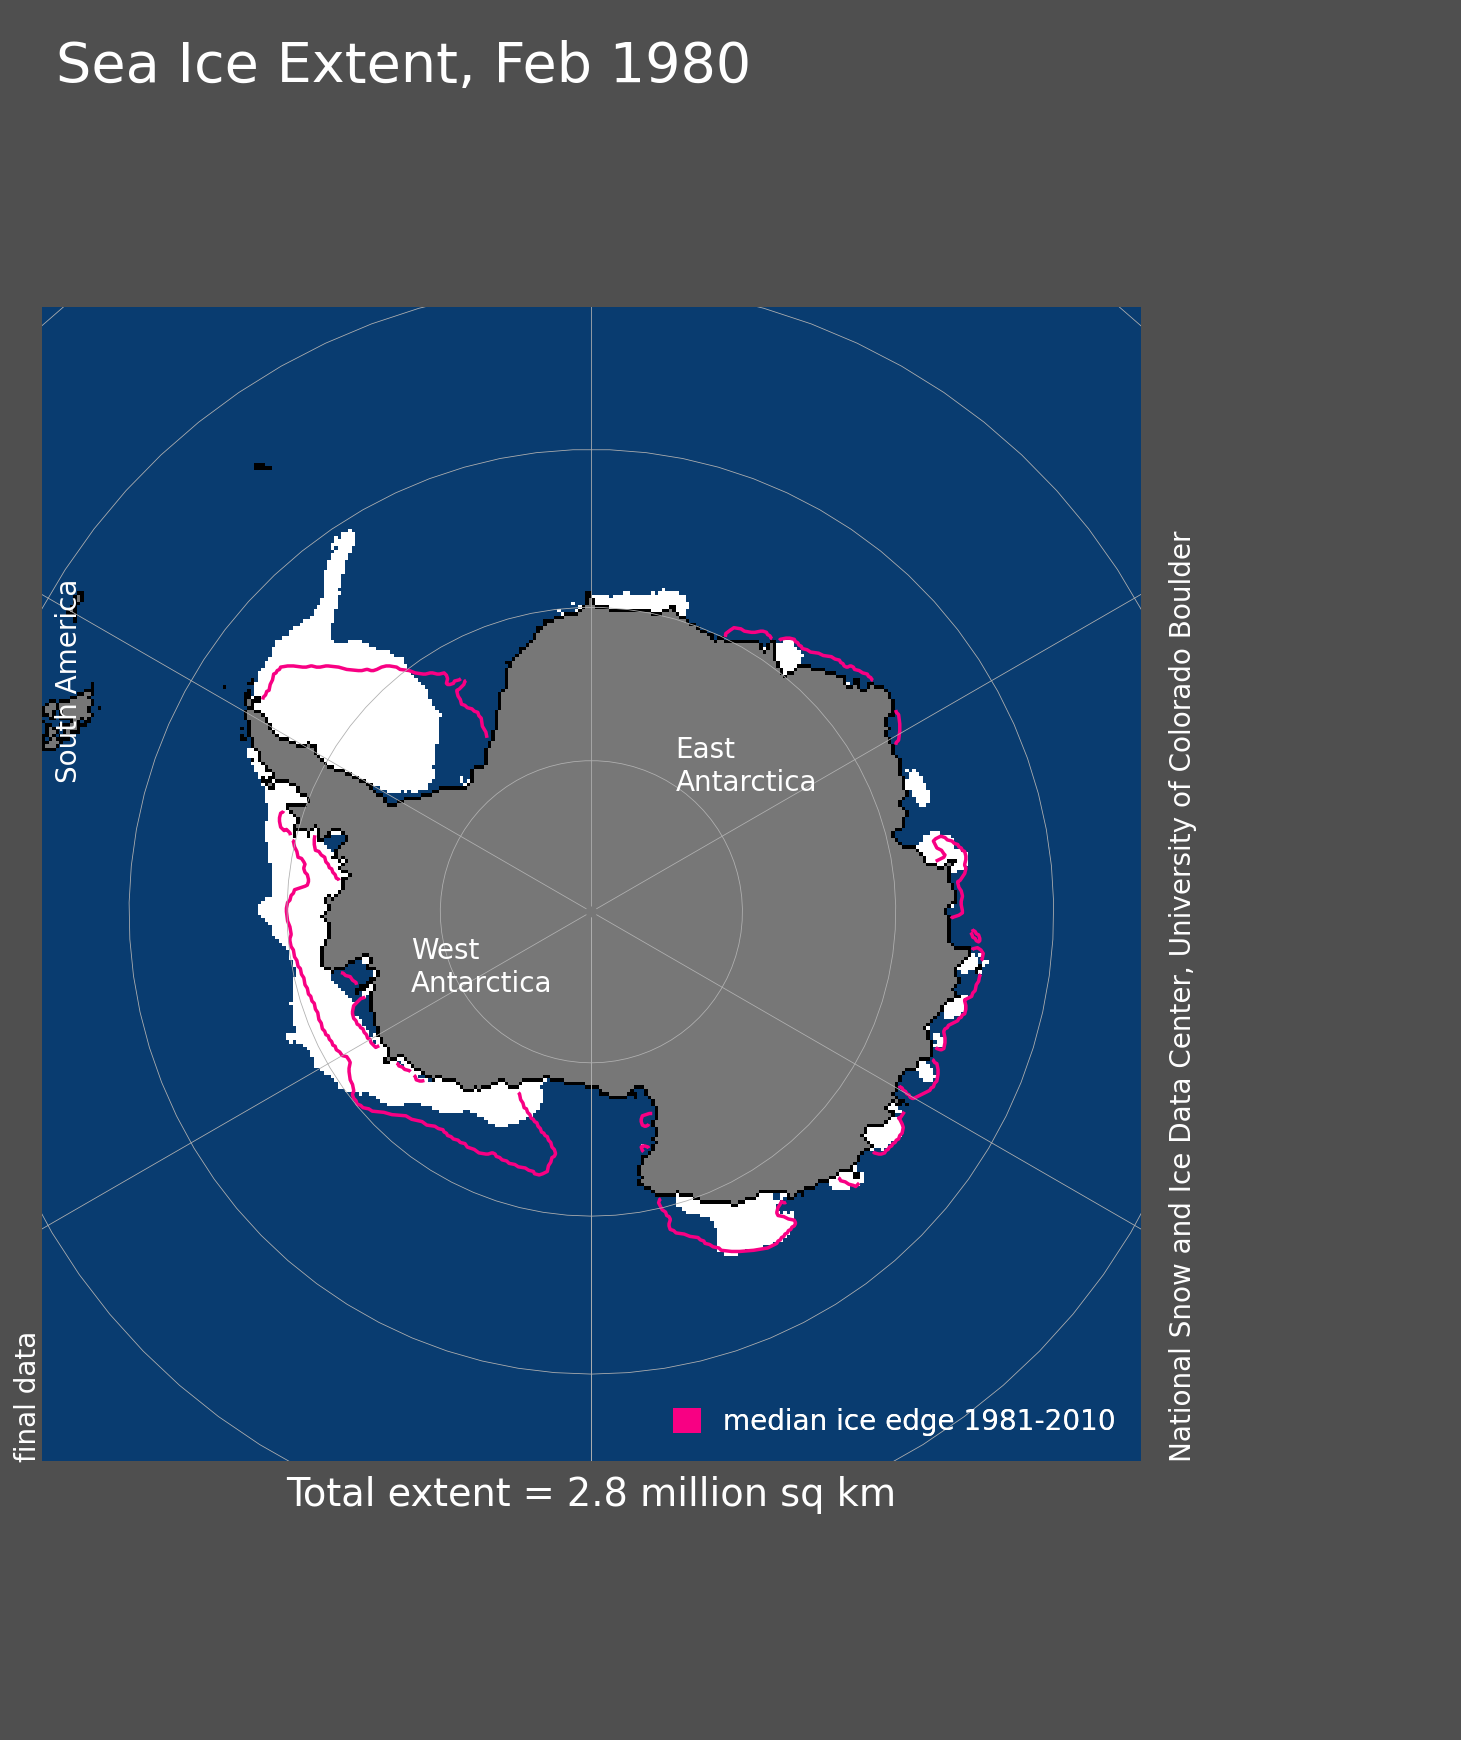 Sea Ice Extent, Feb 1980
South America
East
Antarctica
West
Antarctica
median ice edge 1981-2010
final data
National Snow and Ice Data Center, University of Colorado Boulder
Total extent = 2.8 million sq km